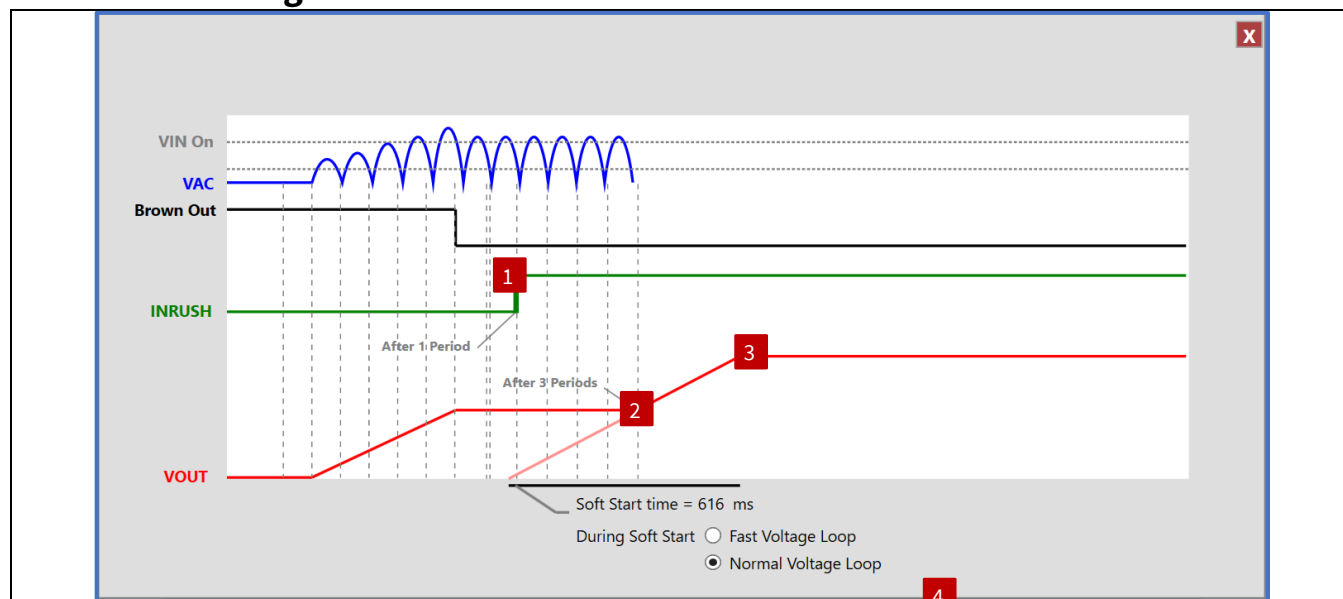 g
X
VIN On
VAC
Brown Out
1
INRUSH
After 1 Period
3
After 3 Periods
2
VOUT
Soft Start time = 616 ms
During Soft Start Fast Voltage Loop
Normal Voltage Loop
4